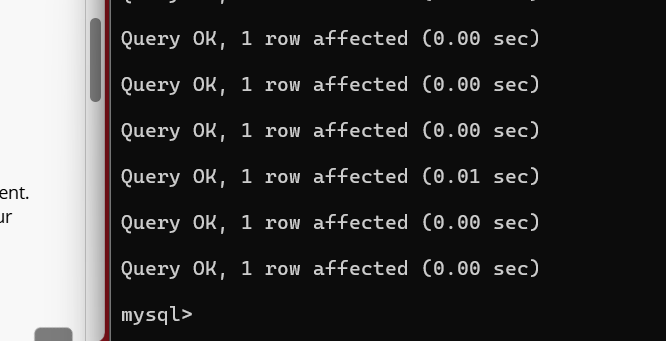 ent.
ur
Query OK, 1 row affected (0.00 sec)
Query OK, 1 row affected (0.00 sec)
Query OK, 1 row affected (0.00 sec)
Query OK, 1 row affected (0.01 sec)
Query OK, 1 row affected (0.00 sec)
Query OK, 1 row affected (0.00 sec)
mysql>